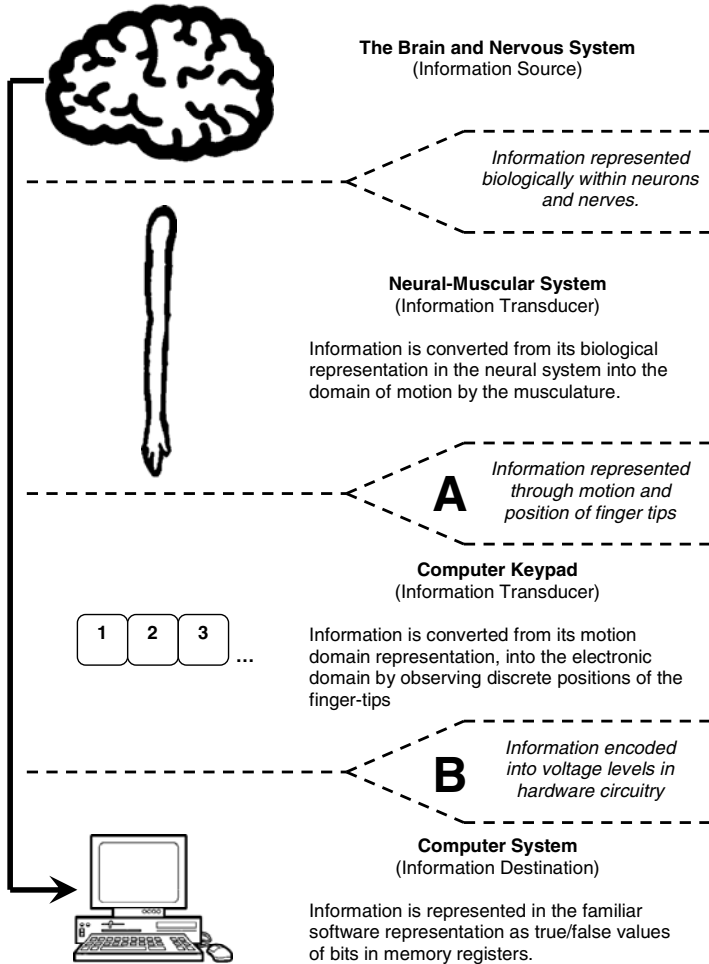 The Brain and Nervous System
(Information Source)
Information represented
biologically within neurons
and nerves.
Neural-Muscular System
(Information Transducer)
Information is converted from its biological
representation in the neural system into the
domain of motion by the musculature.
A
Information represented
through motion and
position of finger tips
Computer Keypad
(Information Transducer)
1 2 3 ...
Information is converted from its motion
domain representation, into the electronic
domain by observing discrete positions of the
finger-tips
B
Information encoded
into voltage levels in
hardware circuitry
Computer System
(Information Destination)
Information is represented in the familiar
software representation as true/false values
of bits in memory registers.